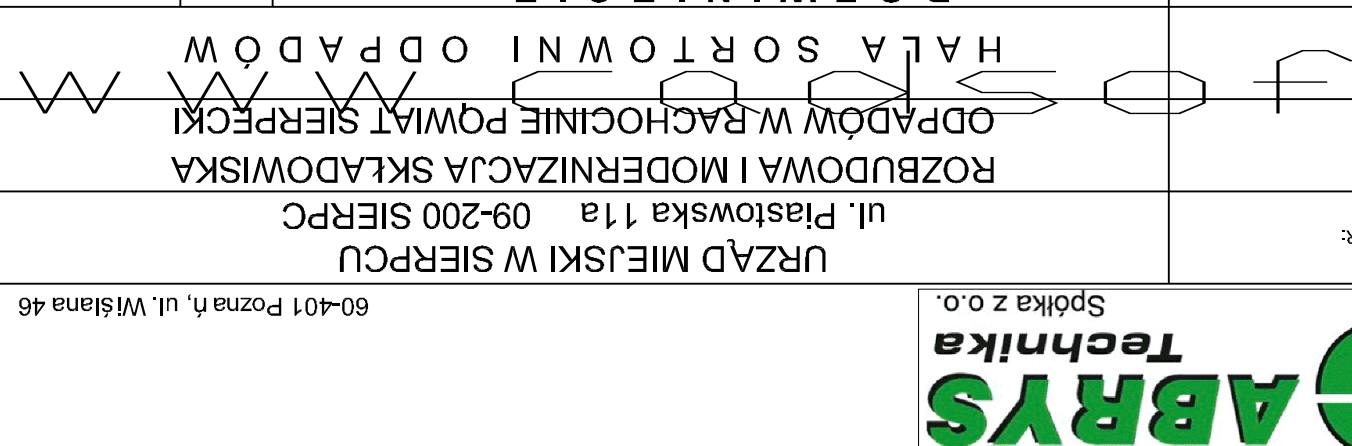 ABRYS
Technika
Spółka z o.o.
60-401 Poznań, ul. Wiślana 46
URZĄD MIEJSKI W SIERPCU
ul. Piastowska 11a 09-200 SIERPC
ROZBUDOWA I MODERNIZACJA SKŁADOWISKA
ODPADÓW W RACHOCINIE POWIAT SIERPECKI
HALA SORTOWNI ODPADÓW